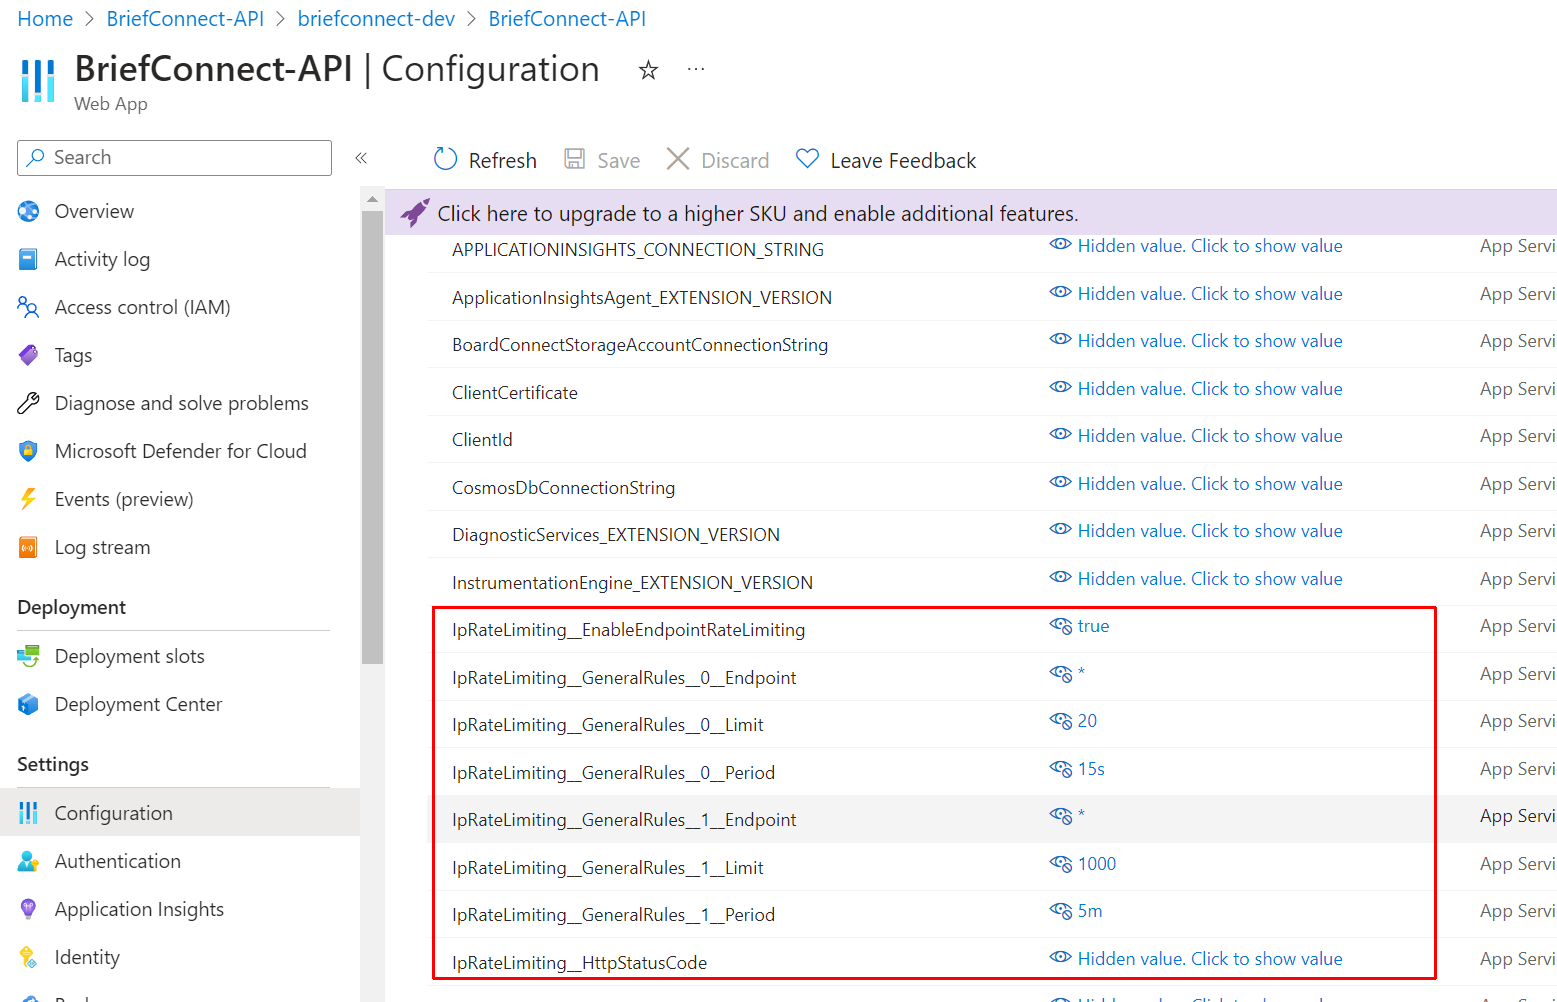 Home > BriefConnect-API > briefconnect-dev > BriefConnect-API
BriefConnect-API | Configuration
Web App
Search
Refresh Save Discard Leave Feedback
Click here to upgrade to a higher SKU and enable additional features.
Overview
Activity log
Access control (IAM)
Tags
Diagnose and solve problems
Microsoft Defender for Cloud
Events (preview)
Log stream
Deployment
Deployment slots
Deployment Center
Settings
Configuration
Authentication
Application Insights
Identity
APPLICATIONINSIGHTS_CONNECTION_STRING Hidden value. Click to show value App Servi
ApplicationInsightsAgent_EXTENSION_VERSION Hidden value. Click to show value App Servi
BoardConnectStorageAccountConnectionString Hidden value. Click to show value App Servi
ClientCertificate Hidden value. Click to show value App Servi
ClientId Hidden value. Click to show value App Servi
CosmosDbConnectionString Hidden value. Click to show value App Servi
DiagnosticServices_EXTENSION_VERSION Hidden value. Click to show value App Servi
InstrumentationEngine_EXTENSION_VERSION Hidden value. Click to show value App Servi
IpRateLimiting__EnableEndpointRateLimiting true App Servi
IpRateLimiting__GeneralRules__0__Endpoint * App Servi
IpRateLimiting__GeneralRules__0__Limit 20 App Servi
IpRateLimiting__GeneralRules__0__Period 15s App Servi
IpRateLimiting__GeneralRules__1__Endpoint * App Servi
IpRateLimiting__GeneralRules__1__Limit 1000 App Servi
IpRateLimiting__GeneralRules__1__Period 5m App Servi
IpRateLimiting__HttpStatusCode Hidden value. Click to show value App Servi